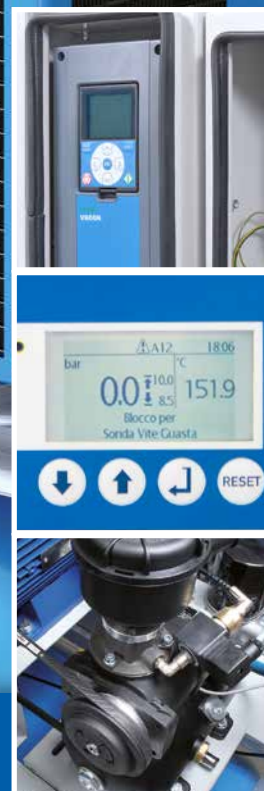 VACON
A12 18:06
bar °C
0.0 10.0 151.9
8.5
Blocco per
Sonda Vite Guasta
RESET